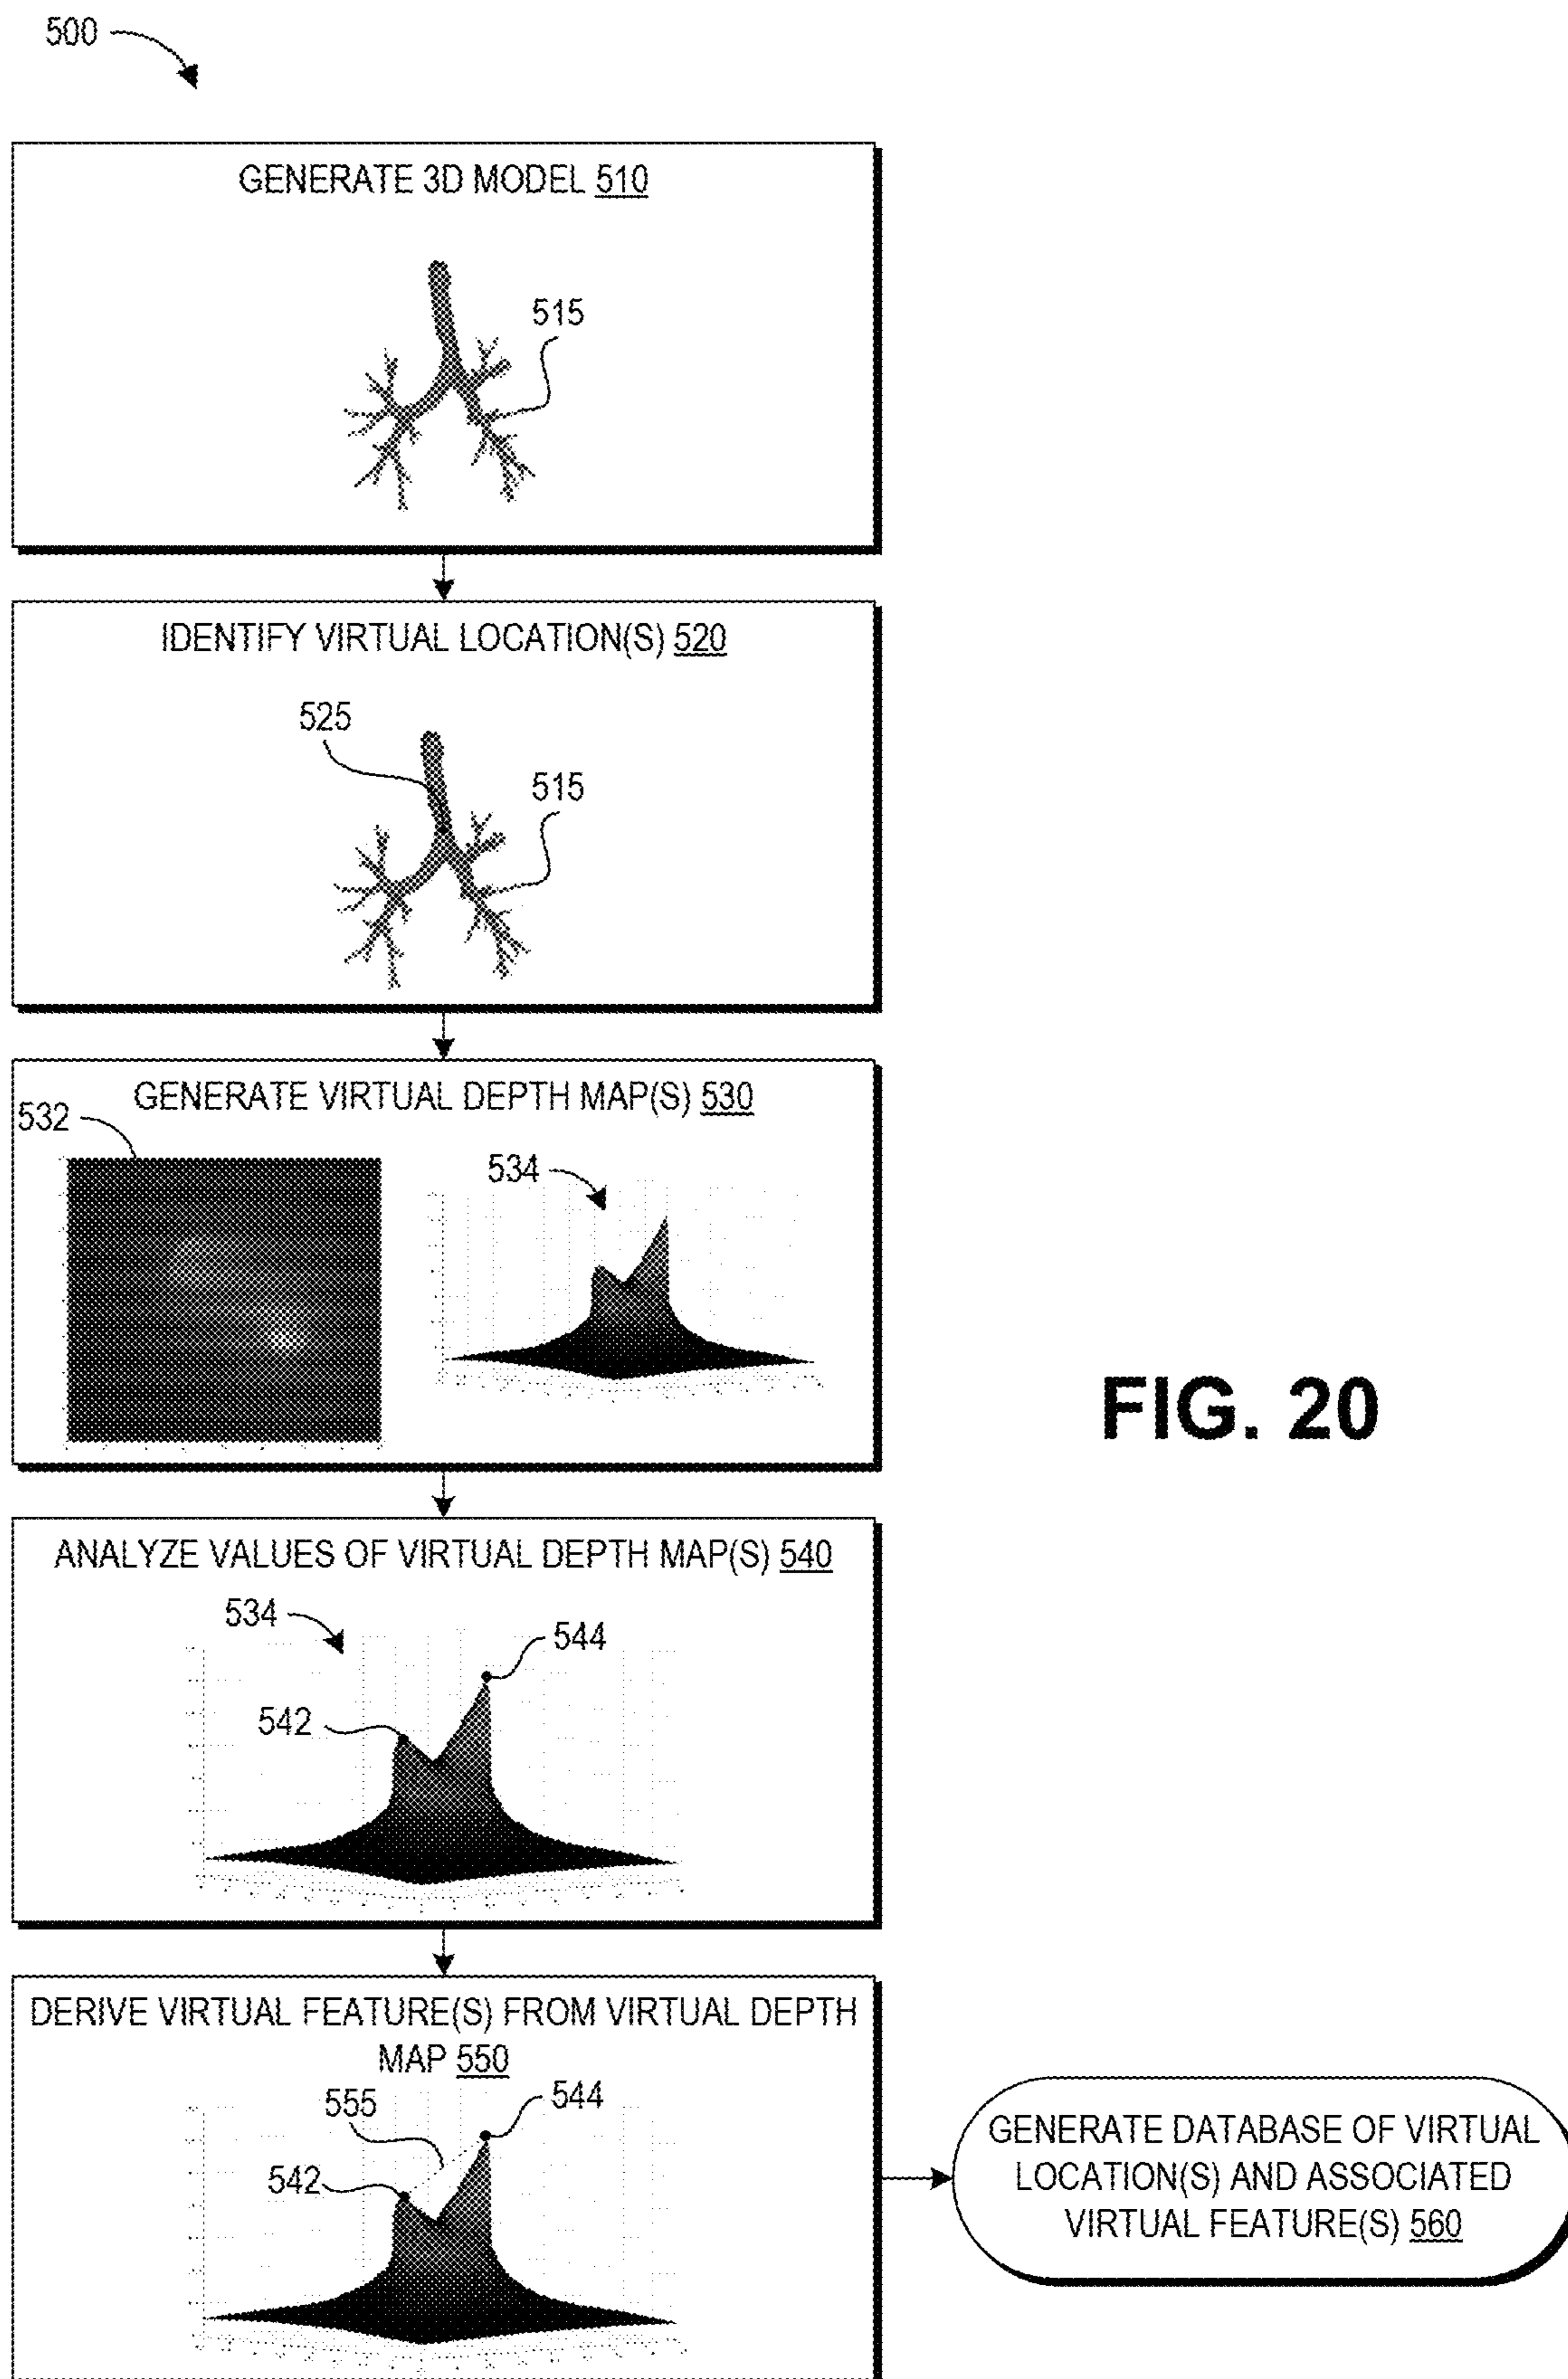 500
GENERATE 3D MODEL 510
515
IDENTIFY VIRTUAL LOCATION(S) 520
525
515
GENERATE VIRTUAL DEPTH MAP(S) 530
532
534
FIG. 20
ANALYZE VALUES OF VIRTUAL DEPTH MAP(S) 540
534
544
542
DERIVE VIRTUAL FEATURE(S) FROM VIRTUAL DEPTH
MAP 550
555
544
542
GENERATE DATABASE OF VIRTUAL
LOCATION(S) AND ASSOCIATED
VIRTUAL FEATURE(S) 560